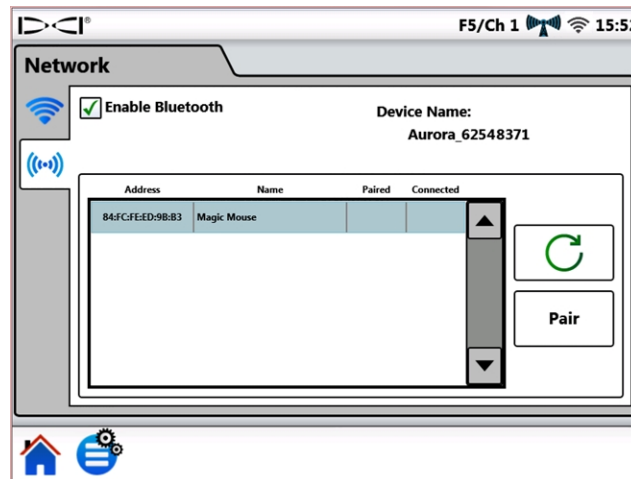 DCI®
F5/Ch 1
Network
Enable Bluetooth
Device Name:
Aurora_62548371
Address Name Paired Connected
84:FC:FE:ED:9B:B3 Magic Mouse
Pair